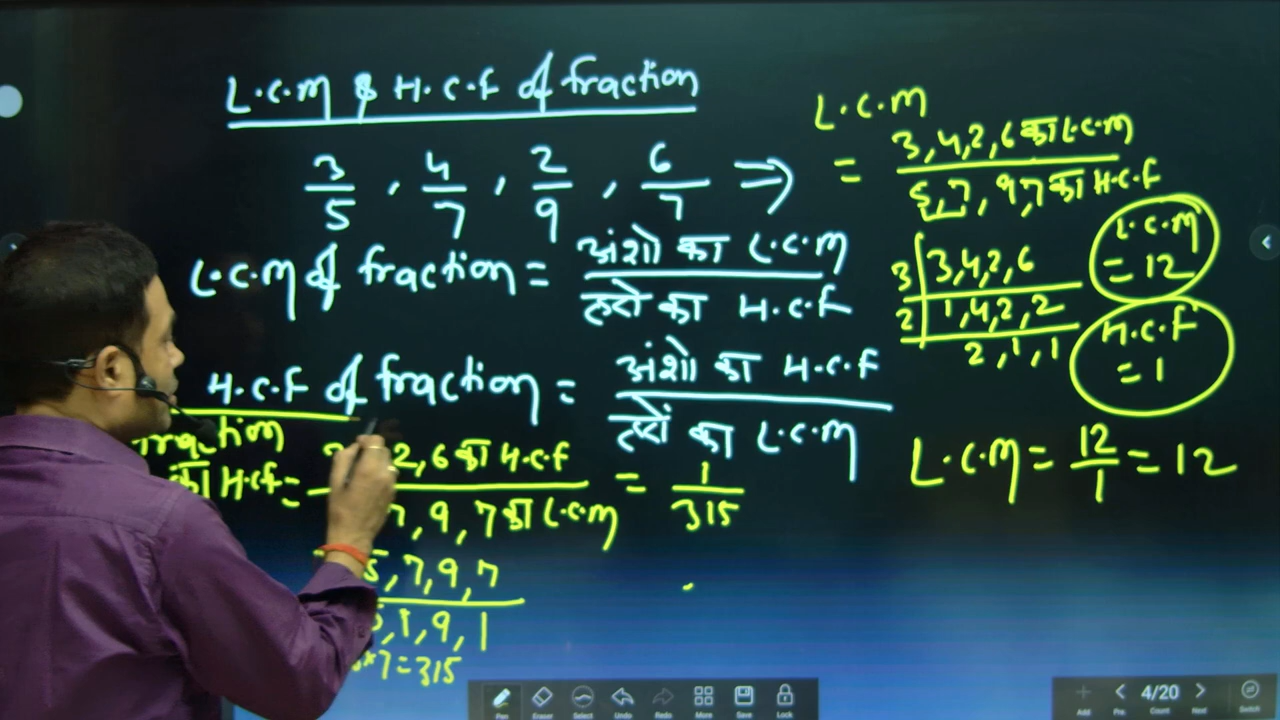 L.C.M & H.C.F of fraction
3/5 , 4/7 , 2/9 , 6/7 ⇒
L.C.M of fraction = अंशो का L.C.M / हरो का H.C.F
H.C.F of fraction = अंशो का H.C.F / हरों का L.C.M
fraction
का H.C.F = 2, 6 का H.C.F / 7, 9, 7 का L.C.M = 1/315
5, 7, 9, 7
5, 1, 9, 1
*7 = 315
L.C.M
= 3, 4, 2, 6 का L.C.M / 5, 7, 9, 7 का H.C.F
3 | 3, 4, 2, 6
2 | 1, 4, 2, 2
2, 1, 1
L.C.M
= 12
H.C.F
= 1
L.C.M = 12/1 = 12
Pen Eraser Select Undo Redo More Save Lock
4/20
Add Pre. Count Next Switch